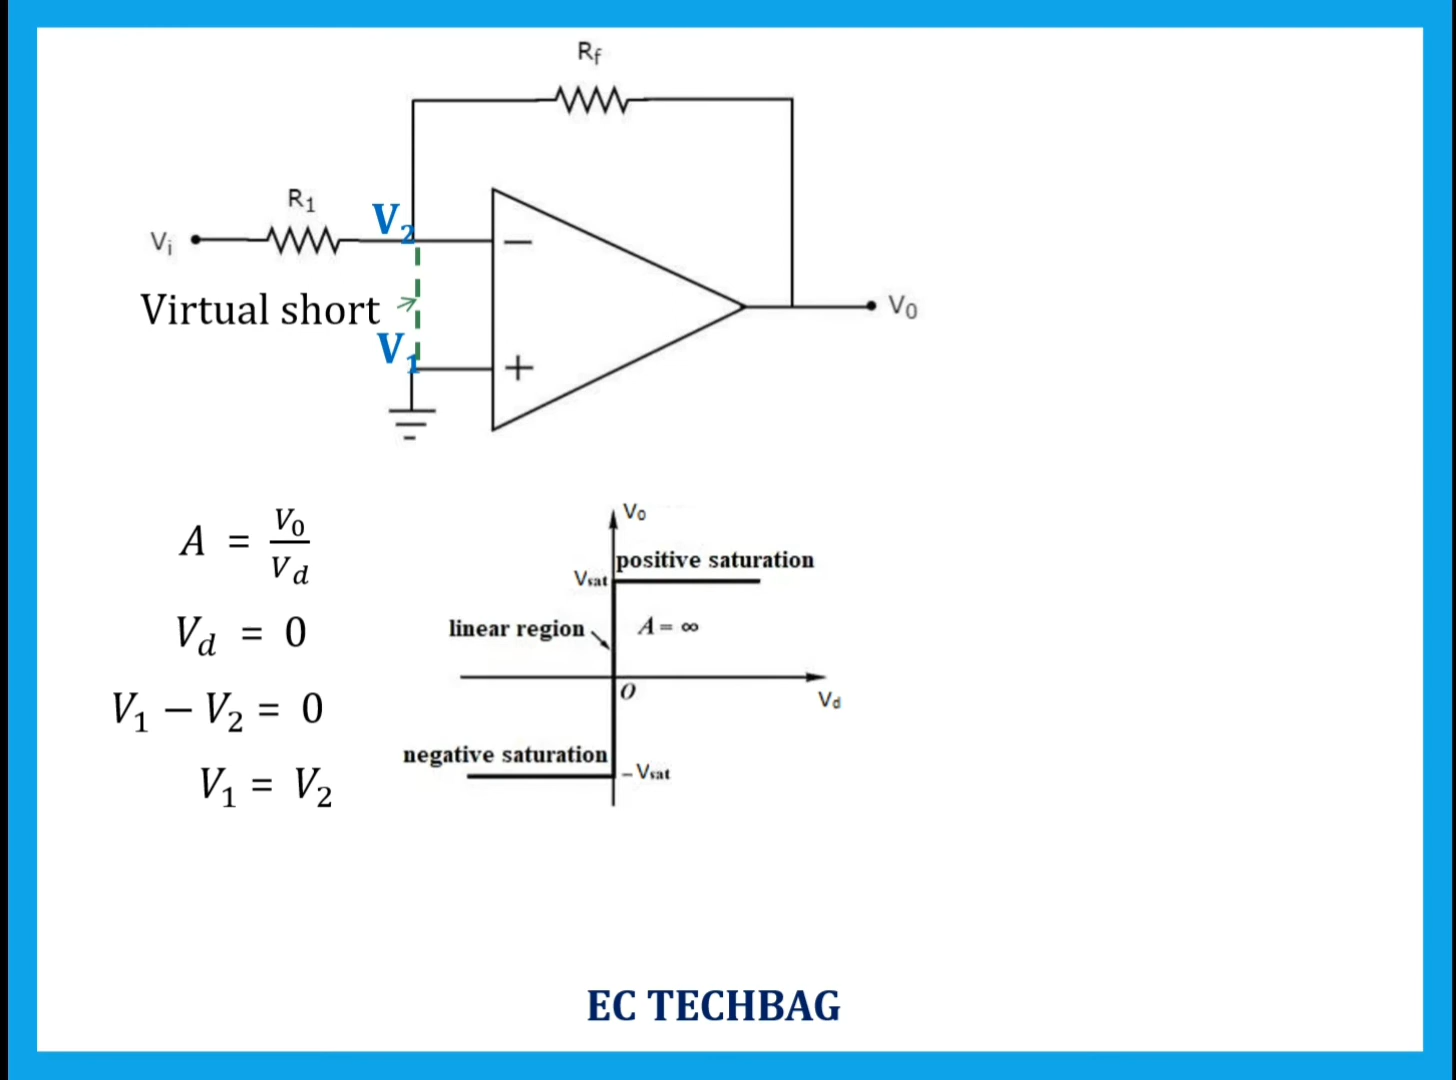 Rf
R1
V2
Vi
−
Virtual short
V0
V1
+
A = V0/Vd
Vd = 0
V1 − V2 = 0
V1 = V2
Vo
positive saturation
Vsat
linear region
A = ∞
O
Vd
negative saturation
−Vsat
EC TECHBAG